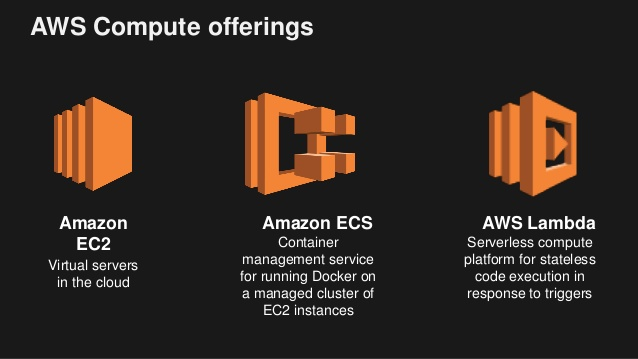 AWS Compute offerings
Amazon
EC2
Virtual servers
in the cloud
Amazon ECS
Container
management service
for running Docker on
a managed cluster of
EC2 instances
AWS Lambda
Serverless compute
platform for stateless
code execution in
response to triggers